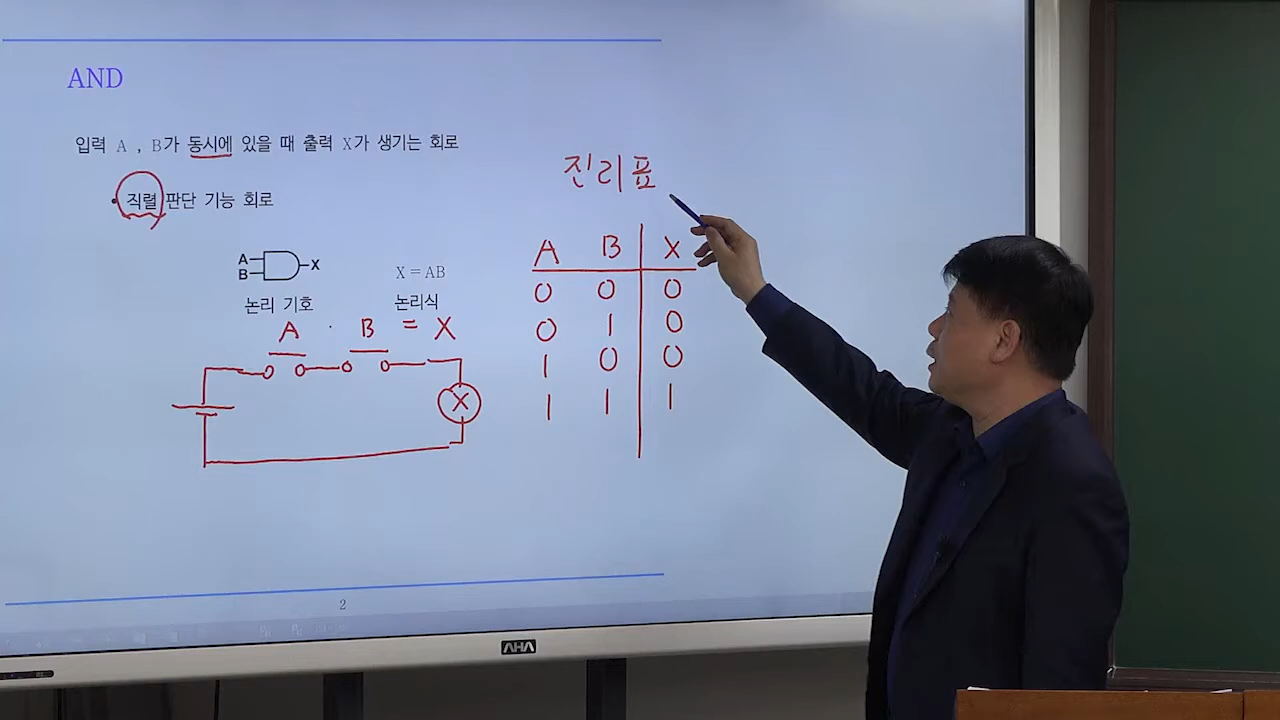 AND
입력 A , B가 동시에 있을 때 출력 X가 생기는 회로
• 직렬 판단 기능 회로
A
B
X
논리 기호
X = AB
논리식
A · B = X
X
진리표
A B X
0 0 0
0 1 0
1 0 0
1 1 1
2
AHA